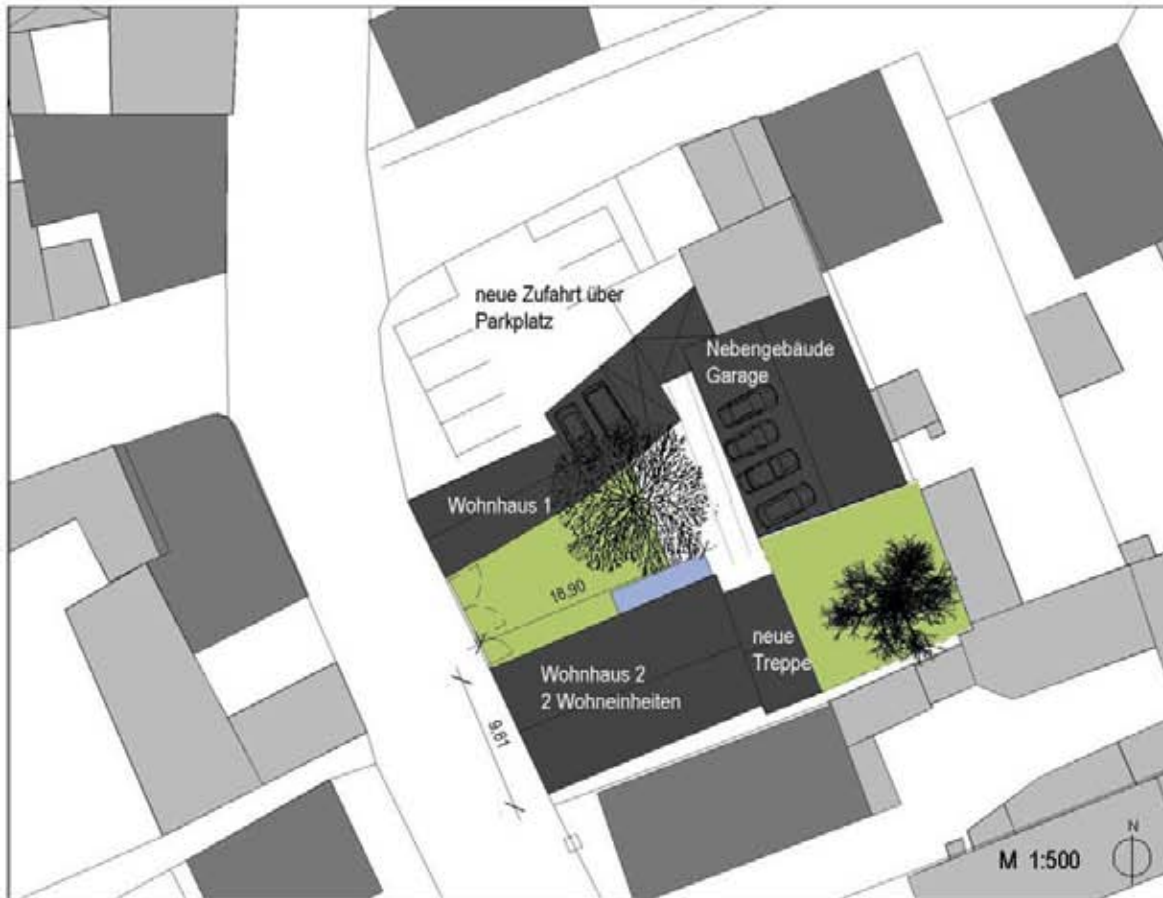 neue Zufahrt über
Parkplatz
Nebengebäude
Garage
Wohnhaus 1
18.90
Wohnhaus 2
2 Wohneinheiten
neue
Treppe
9.61
N
M 1:500